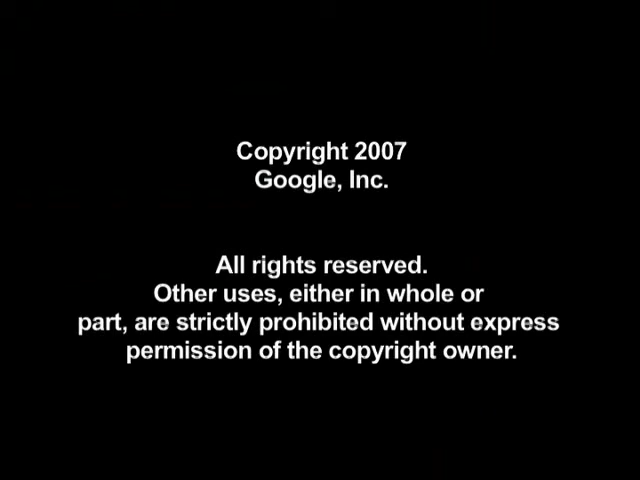 Copyright 2007
Google, Inc.
All rights reserved.
Other uses, either in whole or
part, are strictly prohibited without express
permission of the copyright owner.